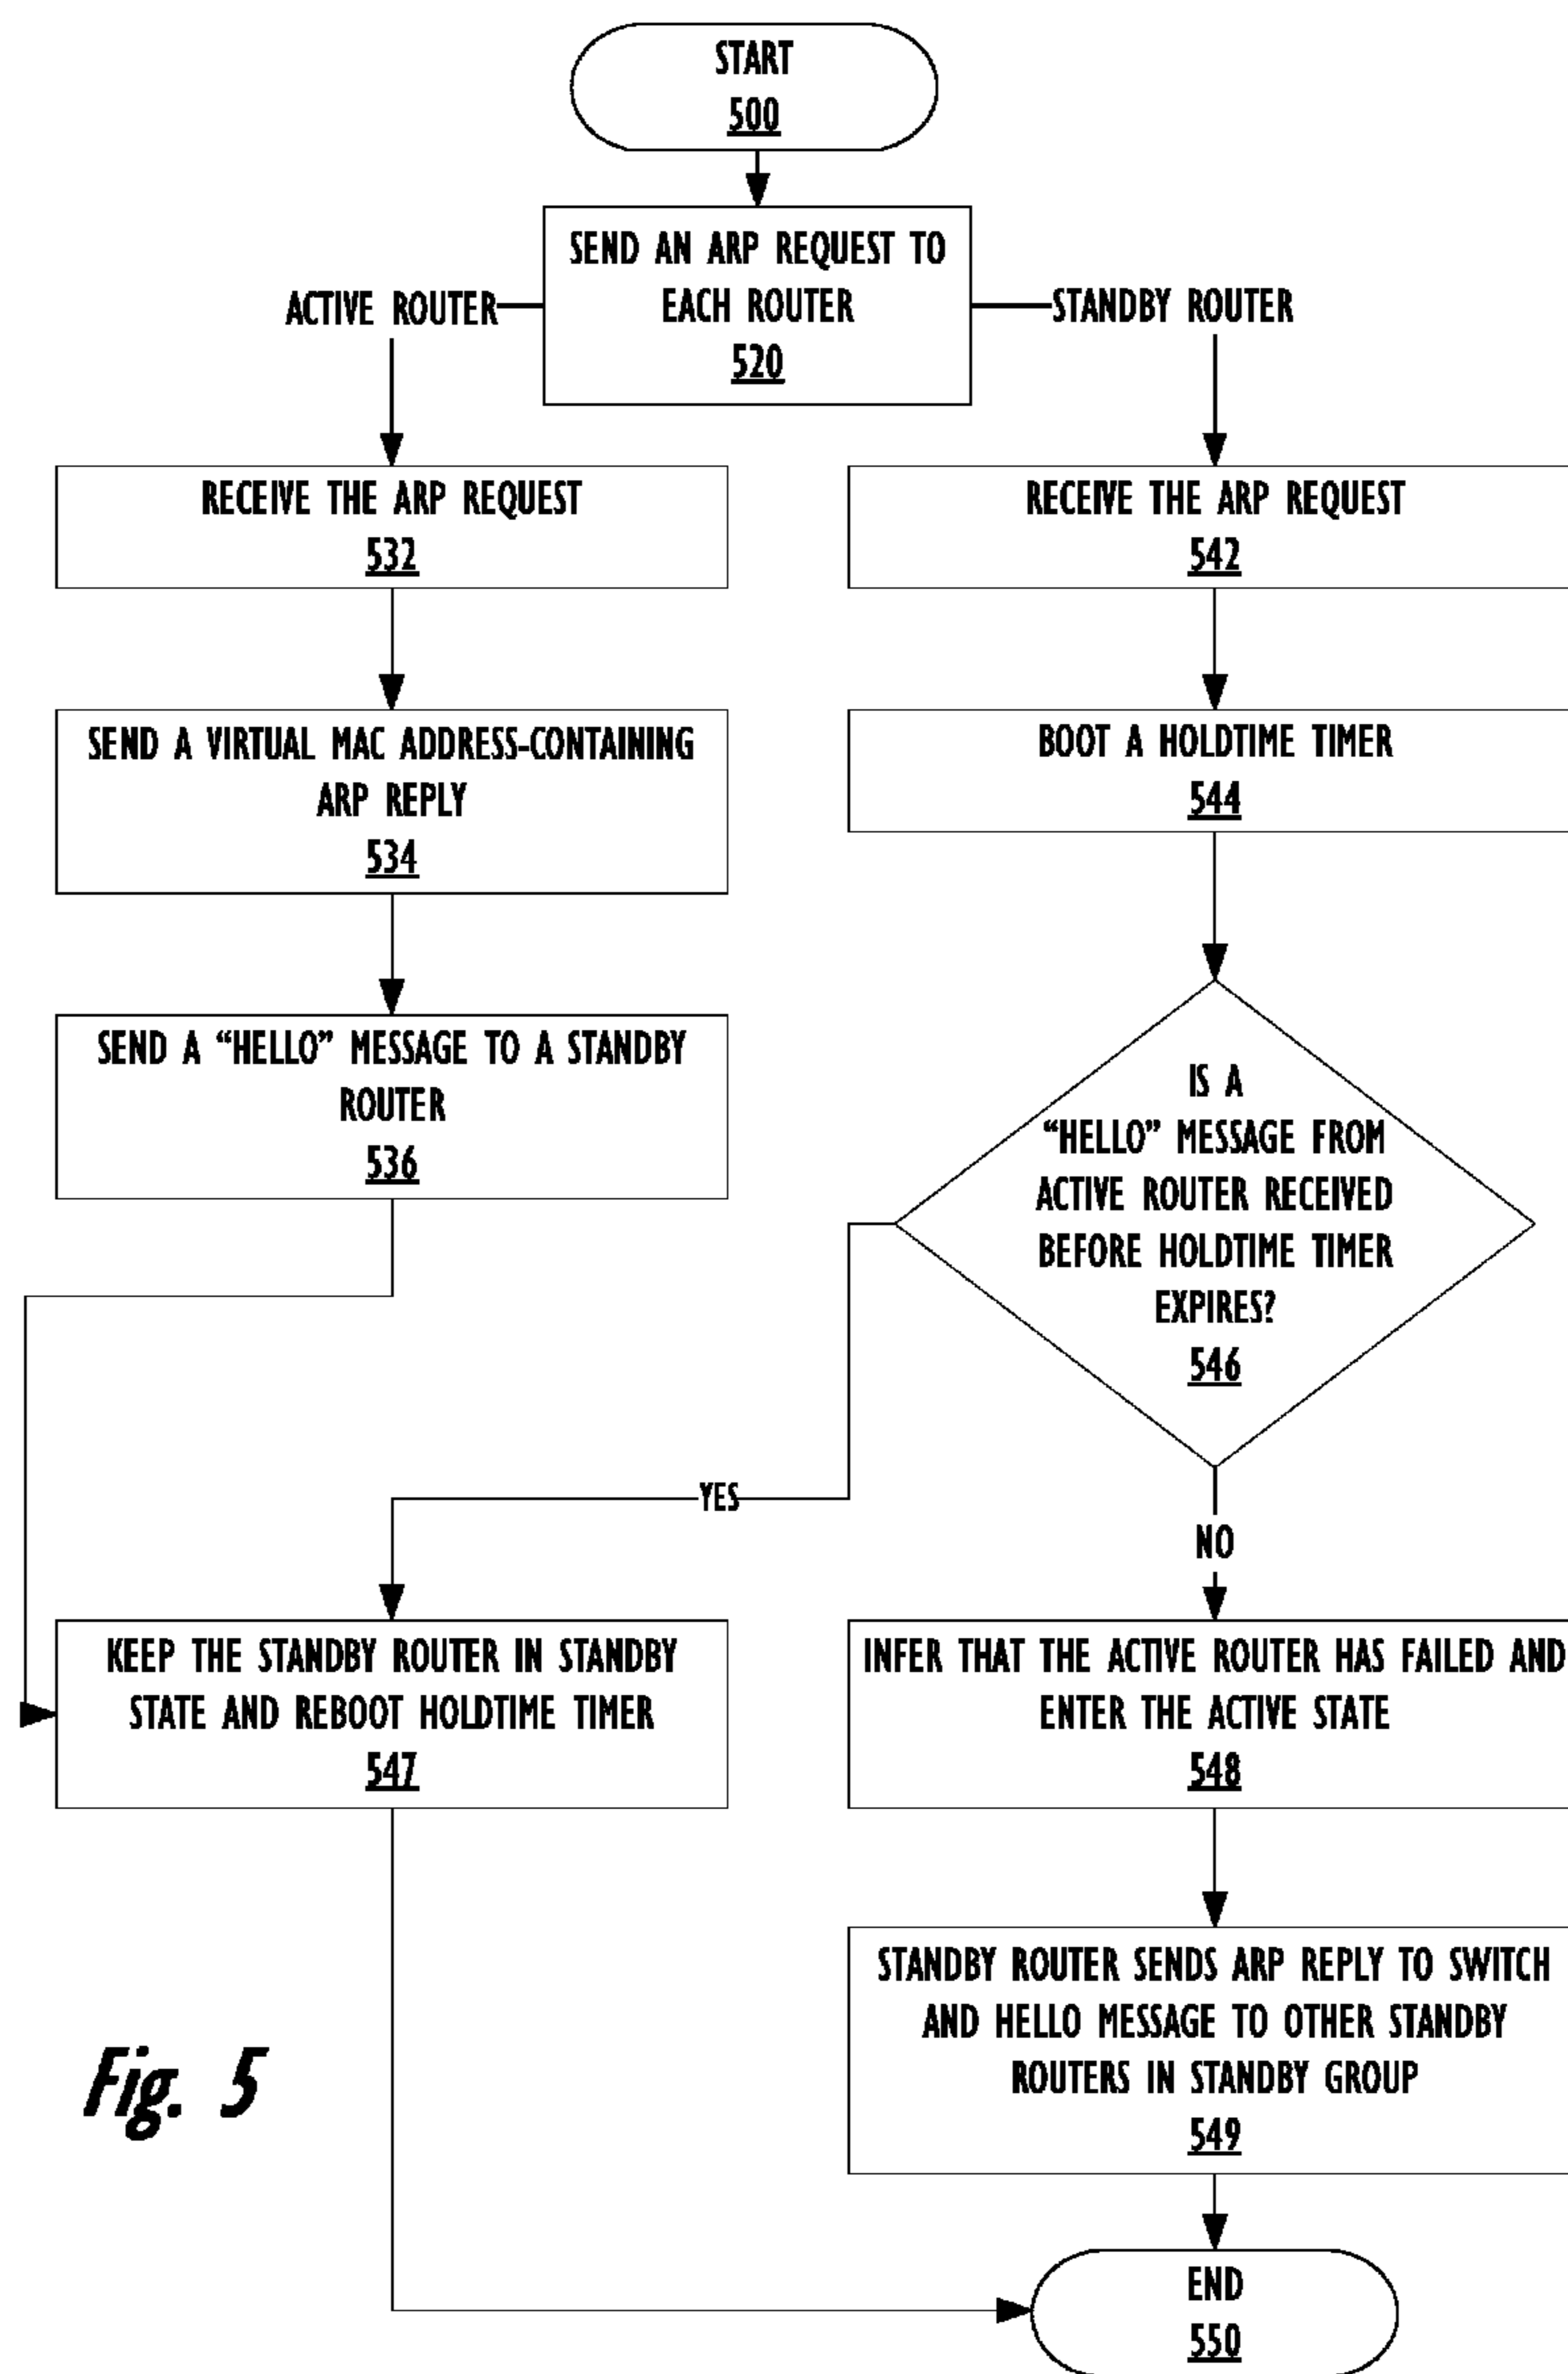 START
500
SEND AN ARP REQUEST TO
EACH ROUTER
520
ACTIVE ROUTER
STANDBY ROUTER
RECEIVE THE ARP REQUEST
532
RECEIVE THE ARP REQUEST
542
SEND A VIRTUAL MAC ADDRESS-CONTAINING
ARP REPLY
534
BOOT A HOLDTIME TIMER
544
SEND A “HELLO” MESSAGE TO A STANDBY
ROUTER
536
IS A
“HELLO” MESSAGE FROM
ACTIVE ROUTER RECEIVED
BEFORE HOLDTIME TIMER
EXPIRES?
546
YES
NO
KEEP THE STANDBY ROUTER IN STANDBY
STATE AND REBOOT HOLDTIME TIMER
547
INFER THAT THE ACTIVE ROUTER HAS FAILED AND
ENTER THE ACTIVE STATE
548
STANDBY ROUTER SENDS ARP REPLY TO SWITCH
AND HELLO MESSAGE TO OTHER STANDBY
ROUTERS IN STANDBY GROUP
549
Fig. 5
END
550